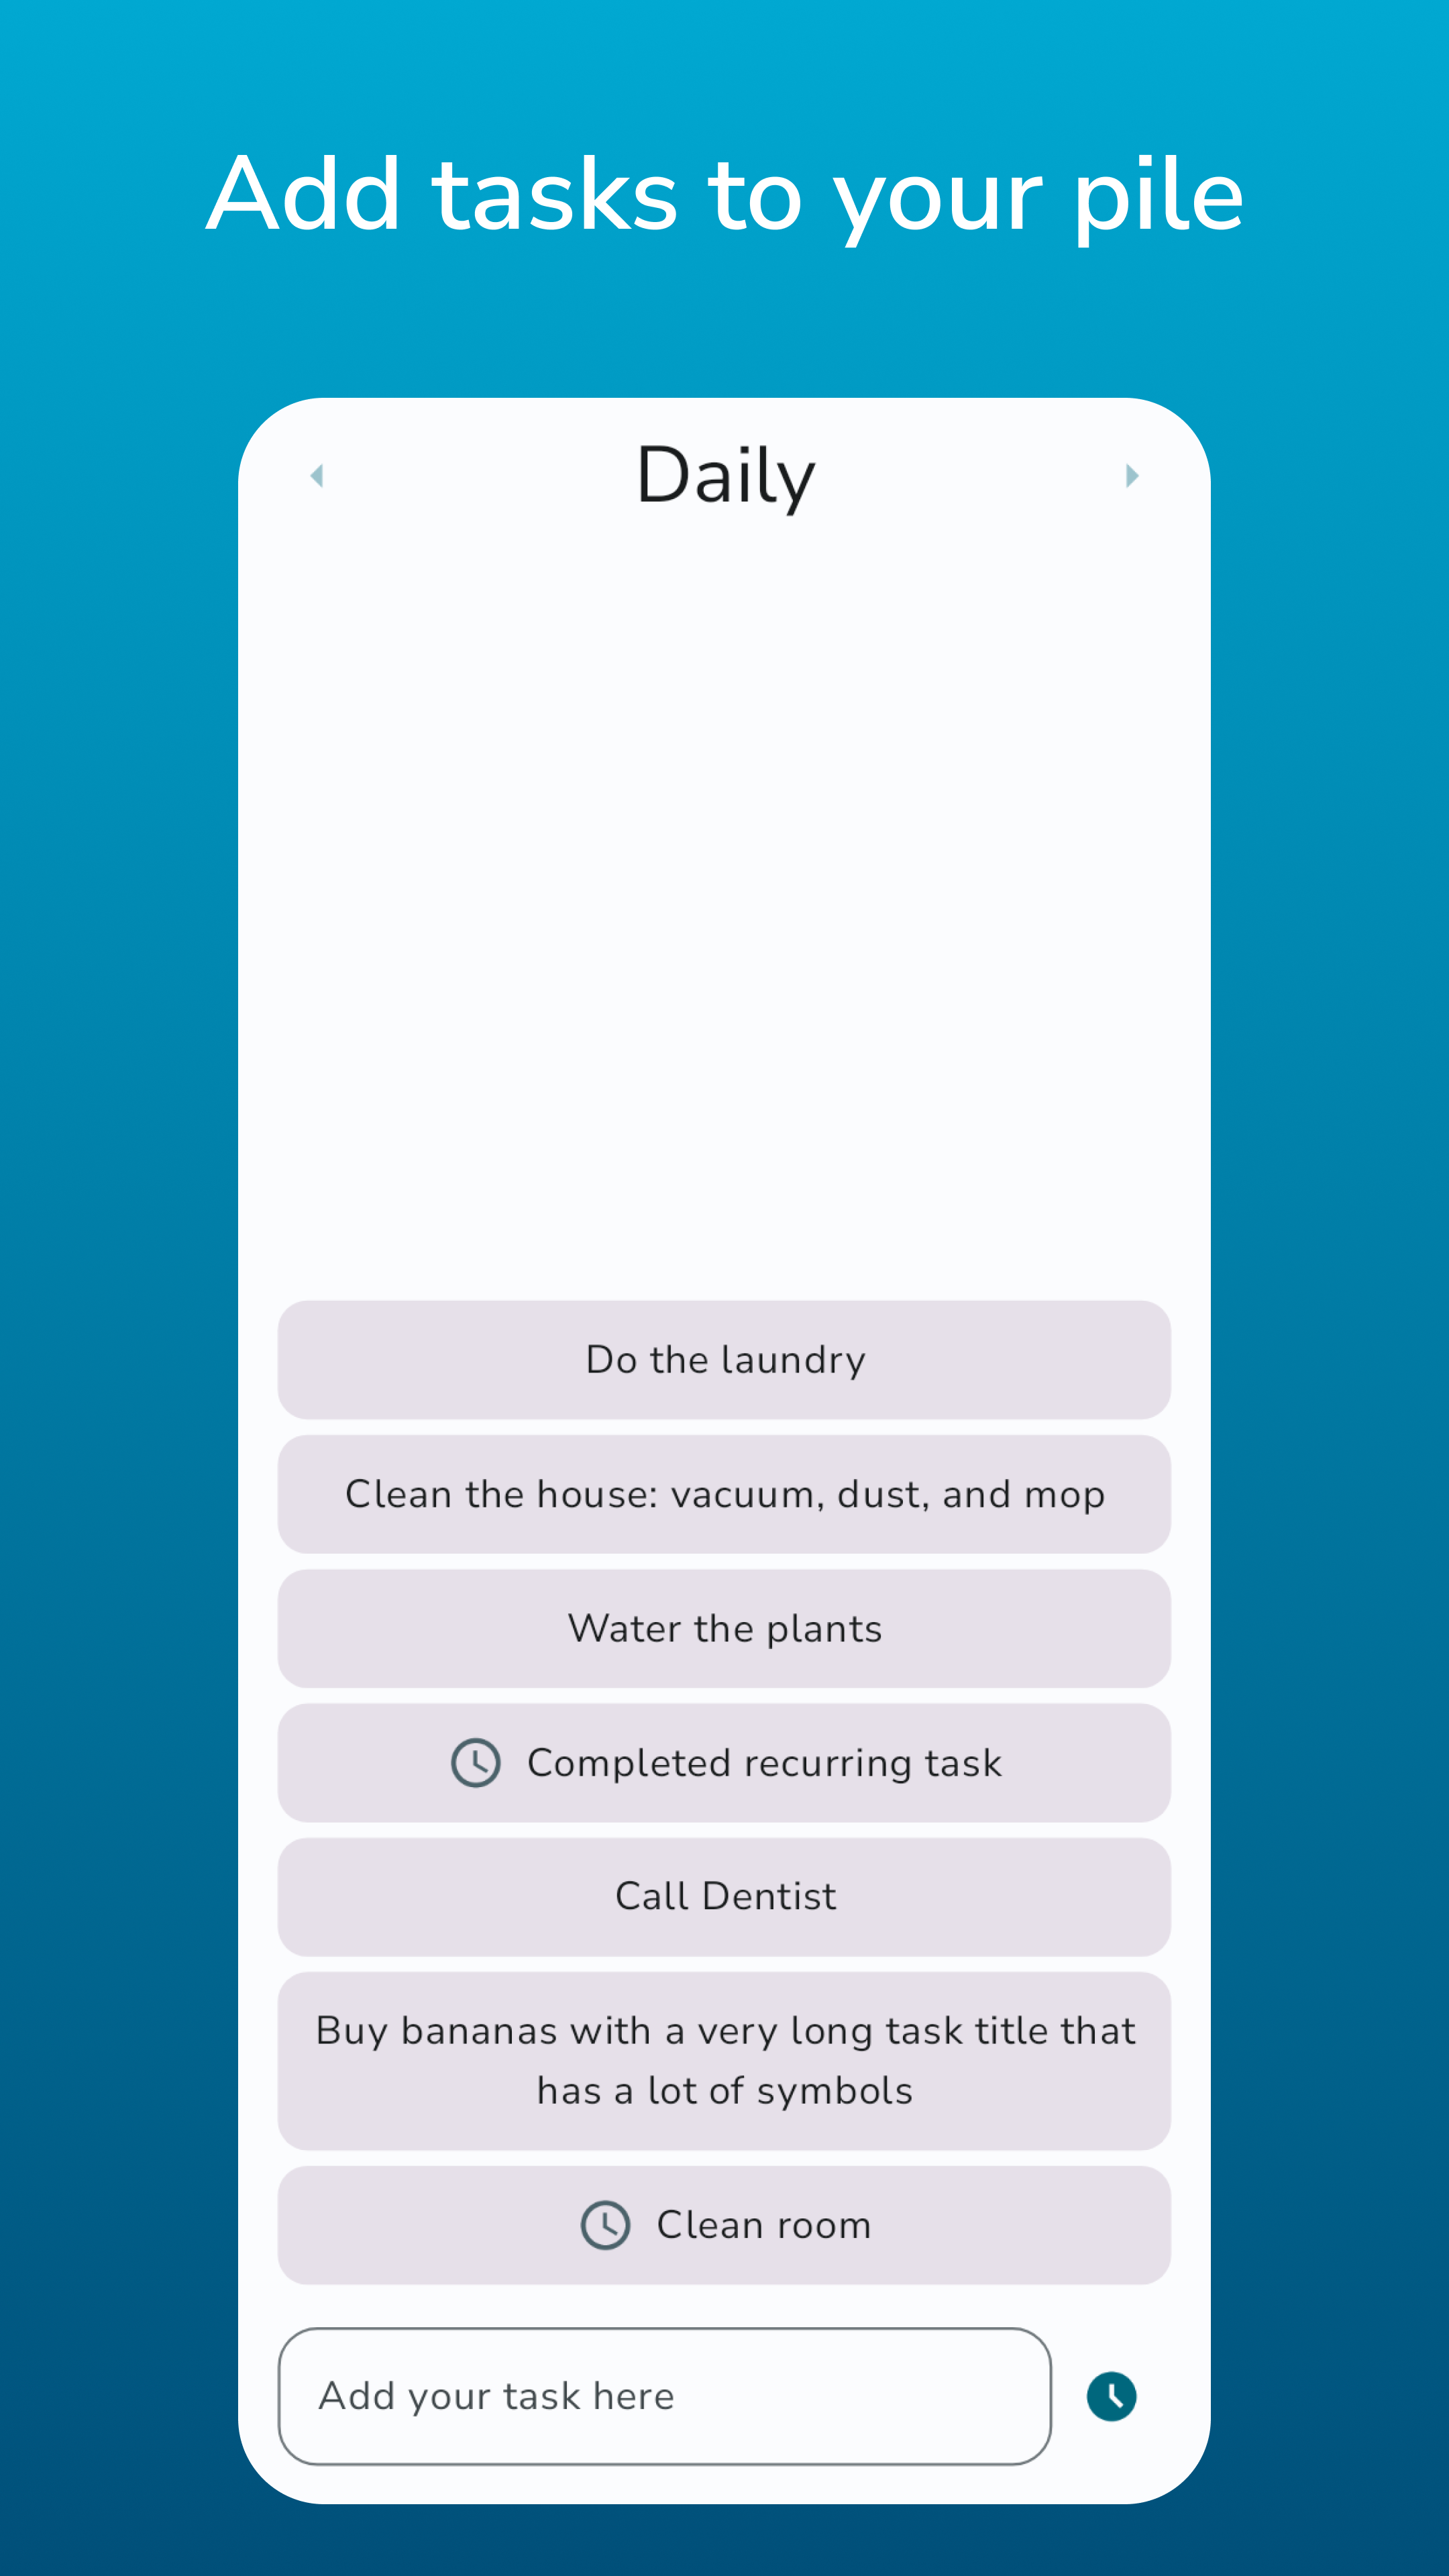 Add tasks to your pile
Daily
Do the laundry
Clean the house: vacuum, dust, and mop
Water the plants
Completed recurring task
Call Dentist
Buy bananas with a very long task title that
has a lot of symbols
Clean room
Add your task here